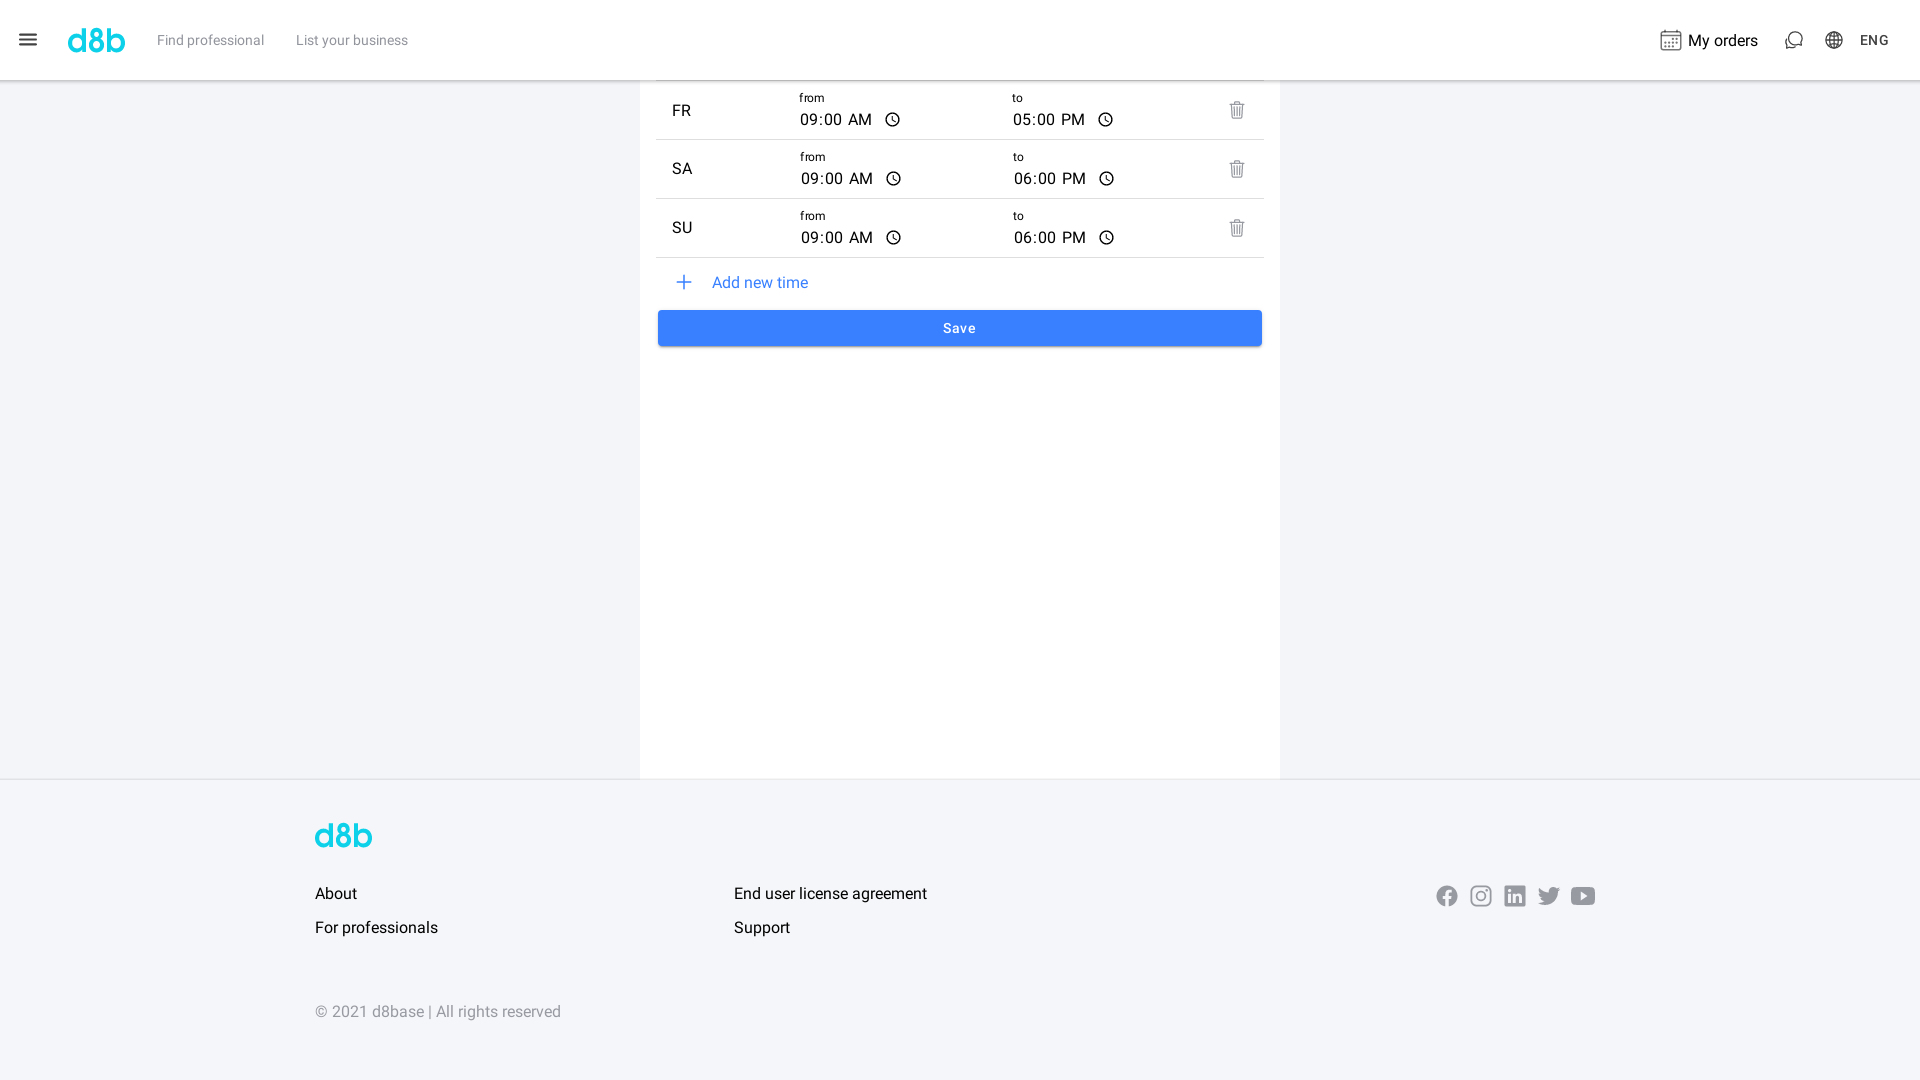 d8b
Find professional
List your business
My orders
ENG
FR
from
09:00 AM
to
05:00 PM
SA
from
09:00 AM
to
06:00 PM
SU
from
09:00 AM
to
06:00 PM
Add new time
Save
d8b
About
End user license agreement
For professionals
Support
© 2021 d8base | All rights reserved